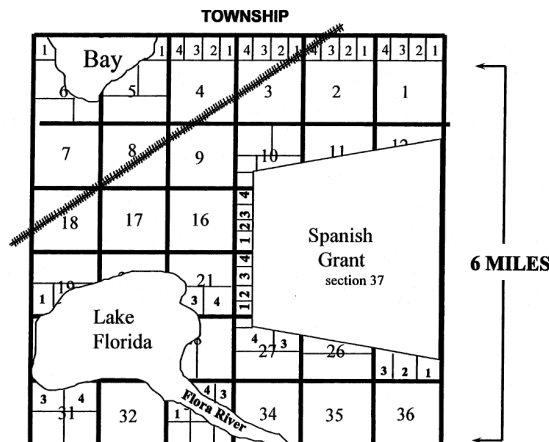 TOWNSHIP
1 Bay 1 4 3 2 1 4 3 2 1 4 3 2 1 4 3 2 1
6 5 4 3 2 1
7 8 9 10 11 12
4
18 17 16 3
2
1
Spanish
Grant
section 37
6 MILES
19 21 4
3
1 3 4 2
1
Lake
Florida
4 3
27 26
3 2 1
3 4 4 3
31 32 1 Flora River 34 35 36